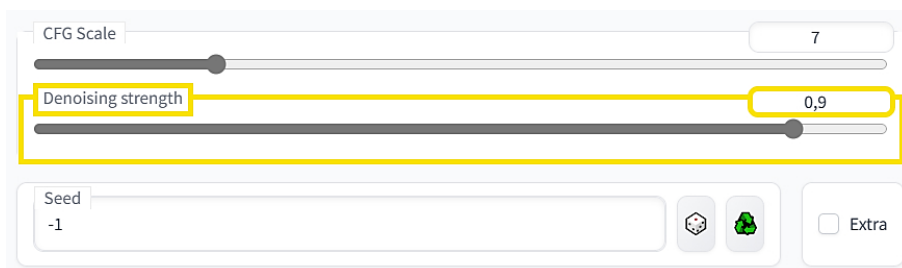 CFG Scale
7
Denoising strength
0,9
Seed
-1
Extra